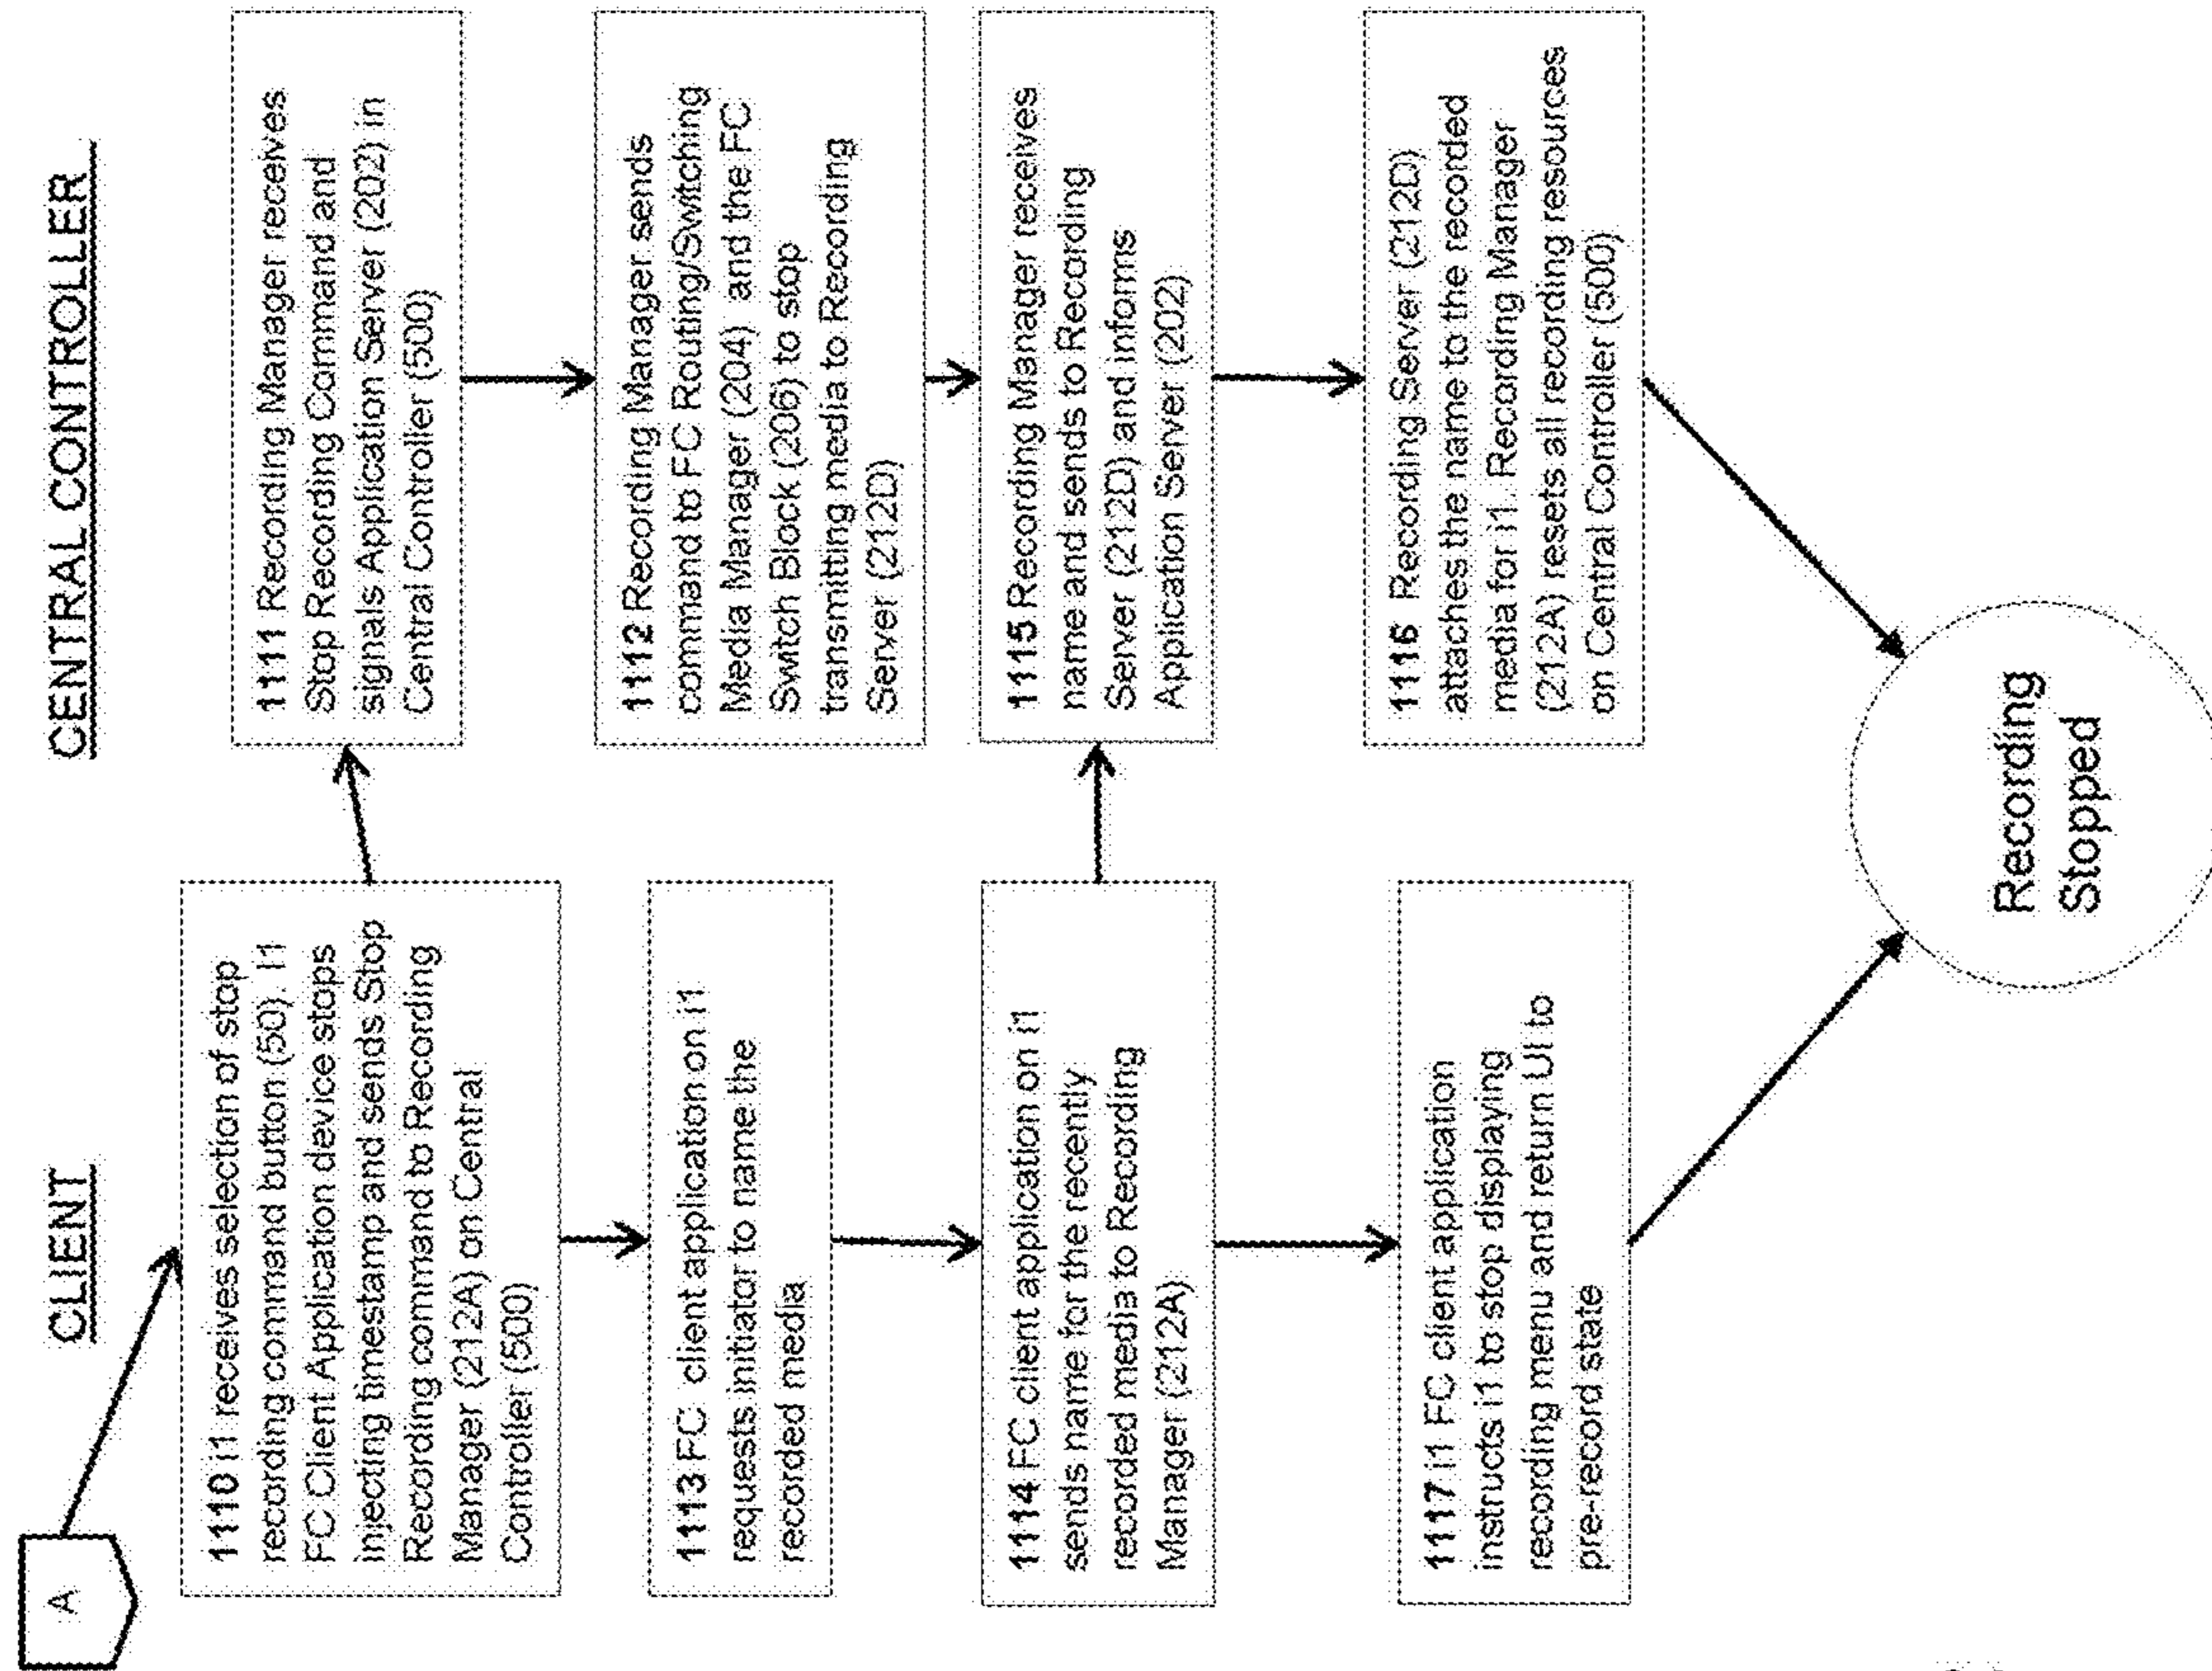 A
CLIENT
CENTRAL CONTROLLER
1110 i1 receives selection of stop
recording command button (50). I1
FC Client Application device stops
injecting timestamp and sends Stop
Recording command to Recording
Manager (212A) on Central
Controller (500)
1111 Recording Manager receives
Stop Recording Command and
signals Application Server (202) in
Central Controller (500)
1112 Recording Manager sends
command to FC Routing/Switching
Media Manager (204) and the FC
Switch Block (206) to stop
transmitting media to Recording
Server (212D)
1113 FC client application on i1
requests initiator to name the
recorded media
1114 FC client application on i1
sends name for the recently
recorded media to Recording
Manager (212A)
1115 Recording Manager receives
name and sends to Recording
Server (212D) and informs
Application Server (202)
1116 Recording Server (212D)
attaches the name to the recorded
media for i1. Recording Manager
(212A) resets all recording resources
on Central Controller (500)
1117 i1 FC client application
instructs i1 to stop displaying
recording menu and return UI to
pre-record state
Recording
Stopped